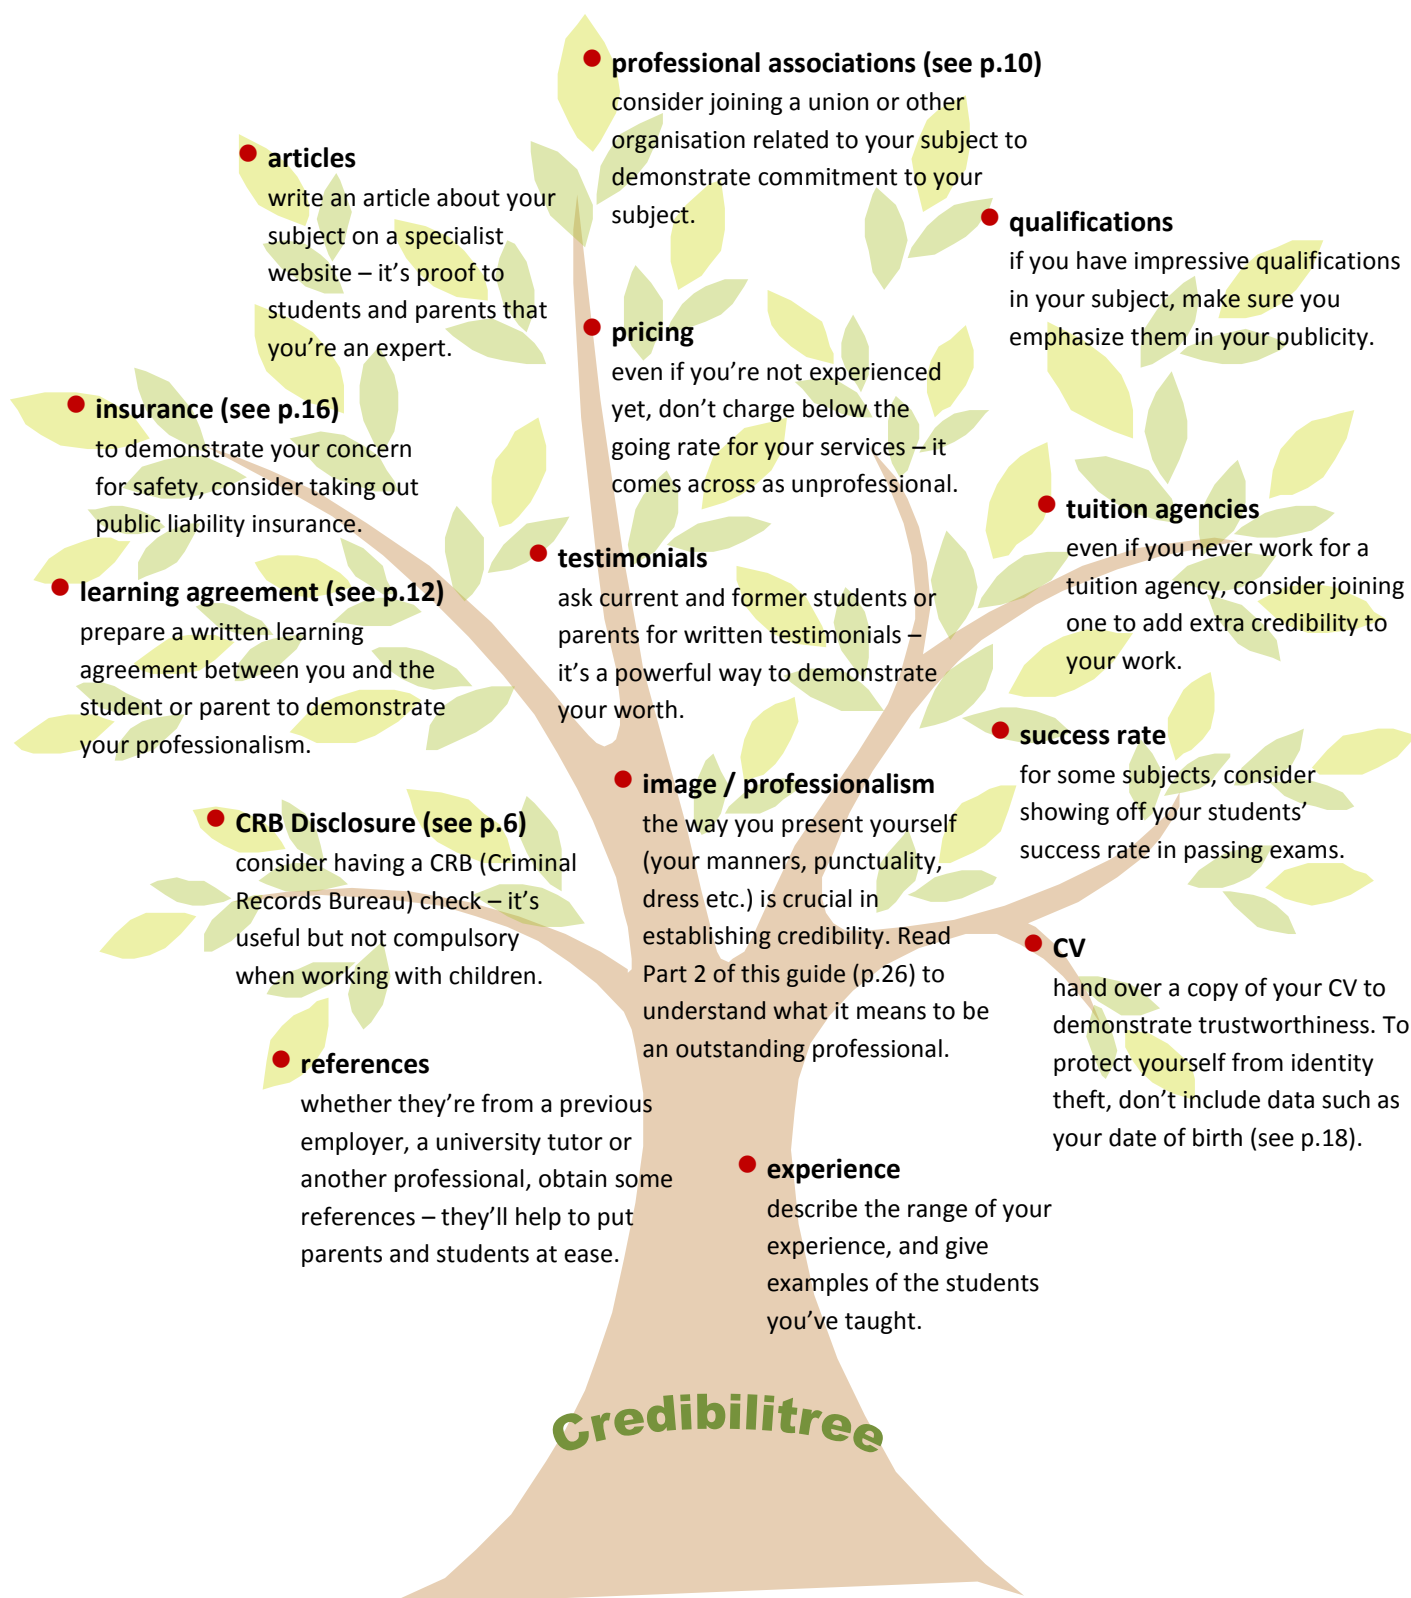 professional associations (see p.10)
consider joining a union or other
organisation related to your subject to
demonstrate commitment to your
subject.
articles
write an article about your
subject on a specialist
website – it's proof to
students and parents that
you're an expert.
qualifications
if you have impressive qualifications
in your subject, make sure you
emphasize them in your publicity.
pricing
even if you're not experienced
yet, don't charge below the
going rate for your services – it
comes across as unprofessional.
insurance (see p.16)
to demonstrate your concern
for safety, consider taking out
public liability insurance.
tuition agencies
even if you never work for a
tuition agency, consider joining
one to add extra credibility to
your work.
testimonials
ask current and former students or
parents for written testimonials –
it's a powerful way to demonstrate
your worth.
learning agreement (see p.12)
prepare a written learning
agreement between you and the
student or parent to demonstrate
your professionalism.
success rate
for some subjects, consider
showing off your students'
success rate in passing exams.
image / professionalism
the way you present yourself
(your manners, punctuality,
dress etc.) is crucial in
establishing credibility. Read
Part 2 of this guide (p.26) to
understand what it means to be
an outstanding professional.
CRB Disclosure (see p.6)
consider having a CRB (Criminal
Records Bureau) check – it's
useful but not compulsory
when working with children.
CV
hand over a copy of your CV to
demonstrate trustworthiness. To
protect yourself from identity
theft, don't include data such as
your date of birth (see p.18).
references
whether they're from a previous
employer, a university tutor or
another professional, obtain some
references – they'll help to put
parents and students at ease.
experience
describe the range of your
experience, and give
examples of the students
you've taught.
Credibilitree